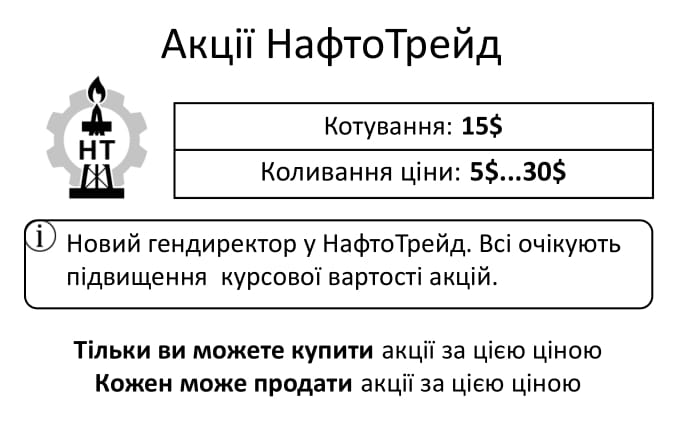 Акції НафтоТрейд
НТ
Котування: 15$
Коливання ціни: 5$...30$
i
Новий гендиректор у НафтоТрейд. Всі очікують
підвищення  курсової вартості акцій.
Тільки ви можете купити акції за цією ціною
Кожен може продати акції за цією ціною